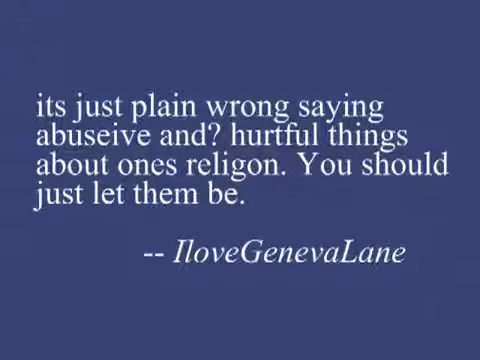 its just plain wrong saying
abuseive and? hurtful things
about ones religon. You should
just let them be.
-- IloveGenevaLane